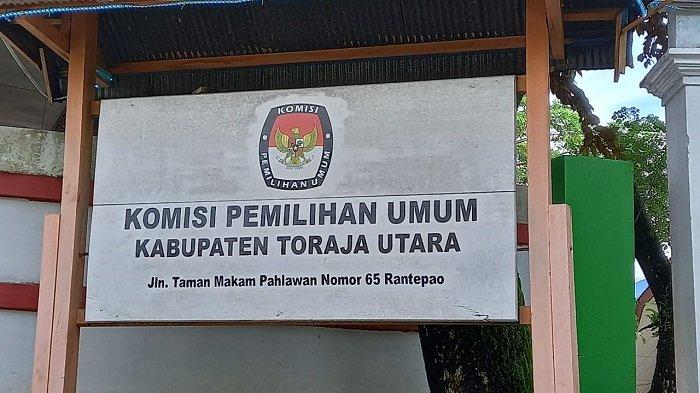 KOMISI
PEMILIHAN UMUM
KOMISI PEMILIHAN UMUM
KABUPATEN TORAJA UTARA
Jln. Taman Makam Pahlawan Nomor 65 Rantepao